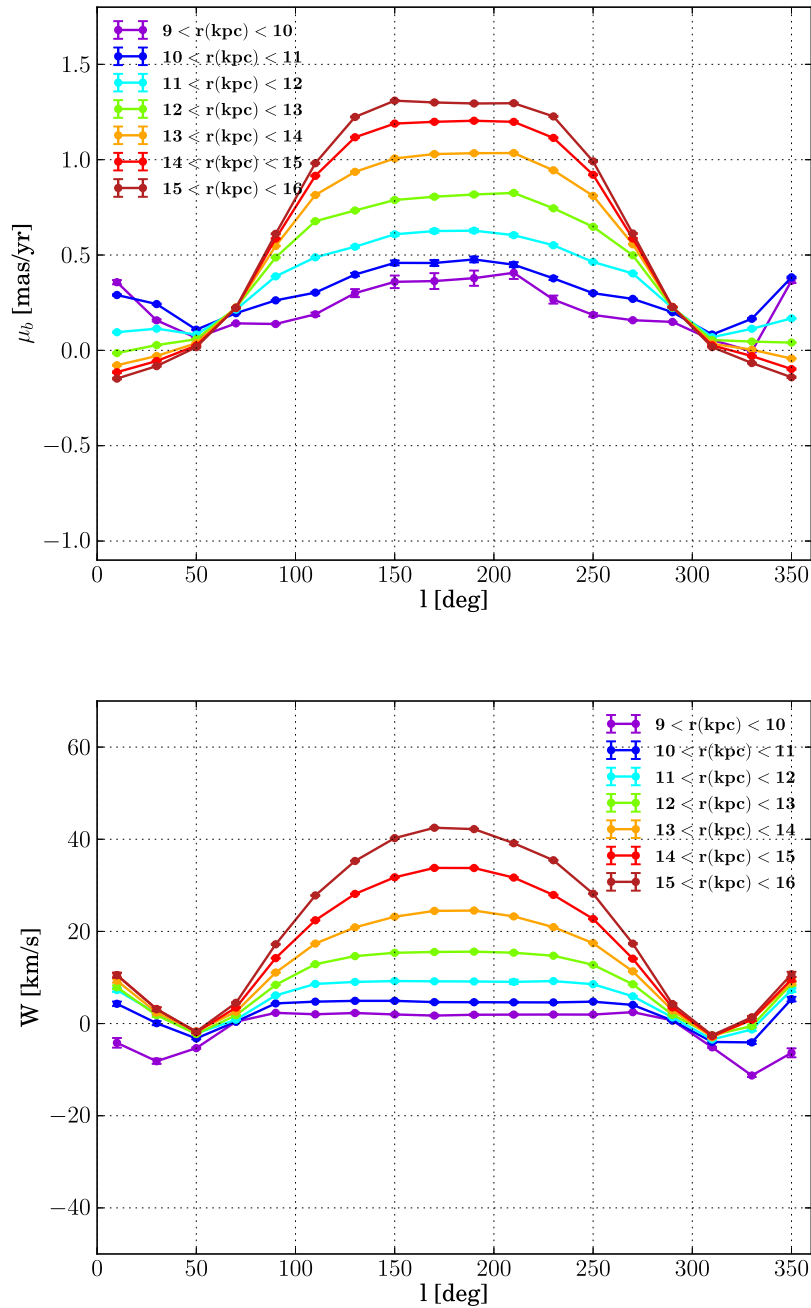 9 < r(kpc) < 10
10 < r(kpc) < 11
11 < r(kpc) < 12
12 < r(kpc) < 13
13 < r(kpc) < 14
14 < r(kpc) < 15
15 < r(kpc) < 16
1.5
1.0
0.5
0.0
−0.5
−1.0
μb [mas/yr]
0 50 100 150 200 250 300 350
l [deg]
9 < r(kpc) < 10
10 < r(kpc) < 11
11 < r(kpc) < 12
12 < r(kpc) < 13
13 < r(kpc) < 14
14 < r(kpc) < 15
15 < r(kpc) < 16
60
40
20
0
−20
−40
W [km/s]
0 50 100 150 200 250 300 350
l [deg]